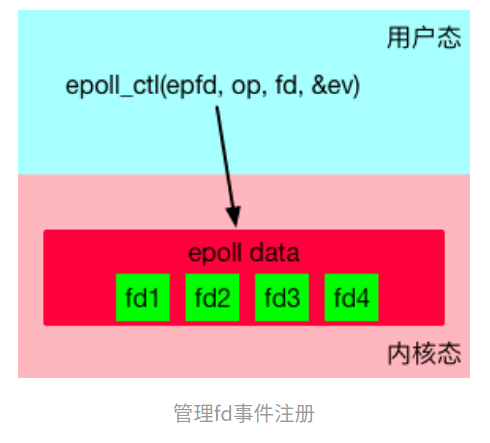 用户态
epoll_ctl(epfd, op, fd, &ev)
epoll data
fd1 fd2 fd3 fd4
内核态
管理fd事件注册